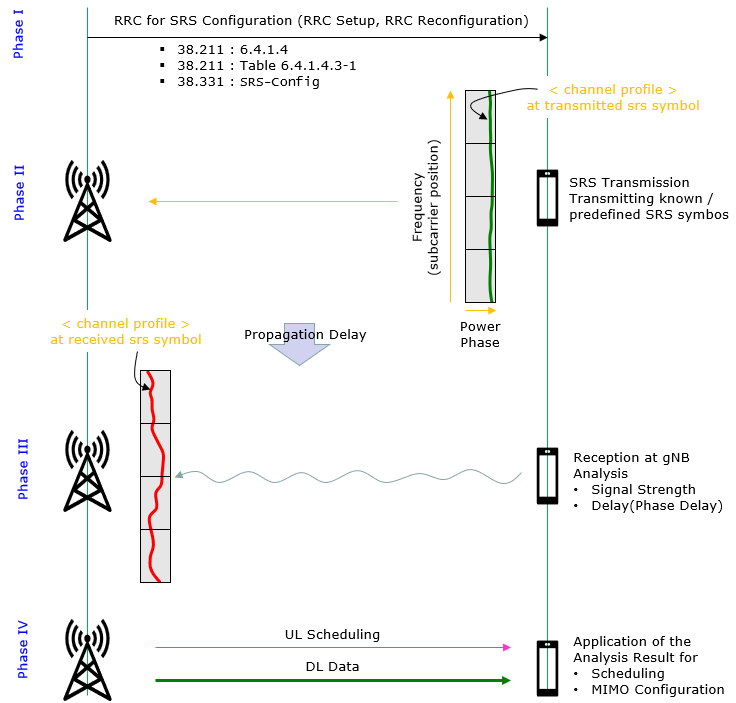 Phase I
RRC for SRS Configuration (RRC Setup, RRC Reconfiguration)
▪ 38.211 : 6.4.1.4
▪ 38.211 : Table 6.4.1.4.3-1
▪ 38.331 : SRS-Config
< channel profile >
at transmitted srs symbol
Phase II
Frequency
(subcarrier position)
SRS Transmission
Transmitting known /
predefined SRS symbos
Power
Phase
< channel profile >
at received srs symbol
Propagation Delay
Phase III
Reception at gNB
Analysis
• Signal Strength
• Delay(Phase Delay)
Phase IV
UL Scheduling
DL Data
Application of the
Analysis Result for
• Scheduling
• MIMO Configuration